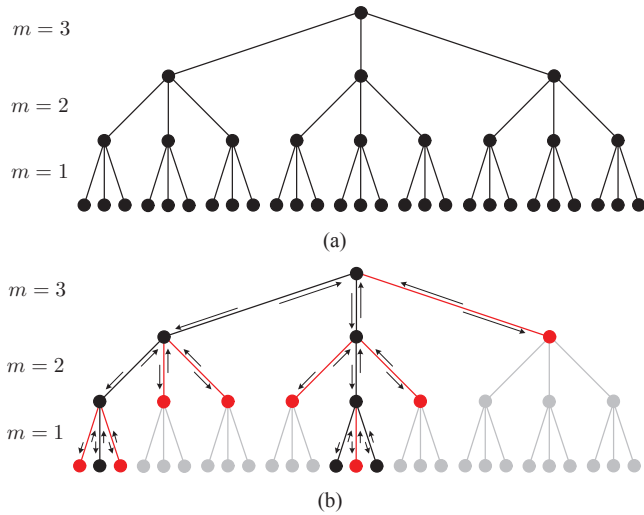 m = 3
m = 2
m = 1
(a)
m = 3
m = 2
m = 1
(b)